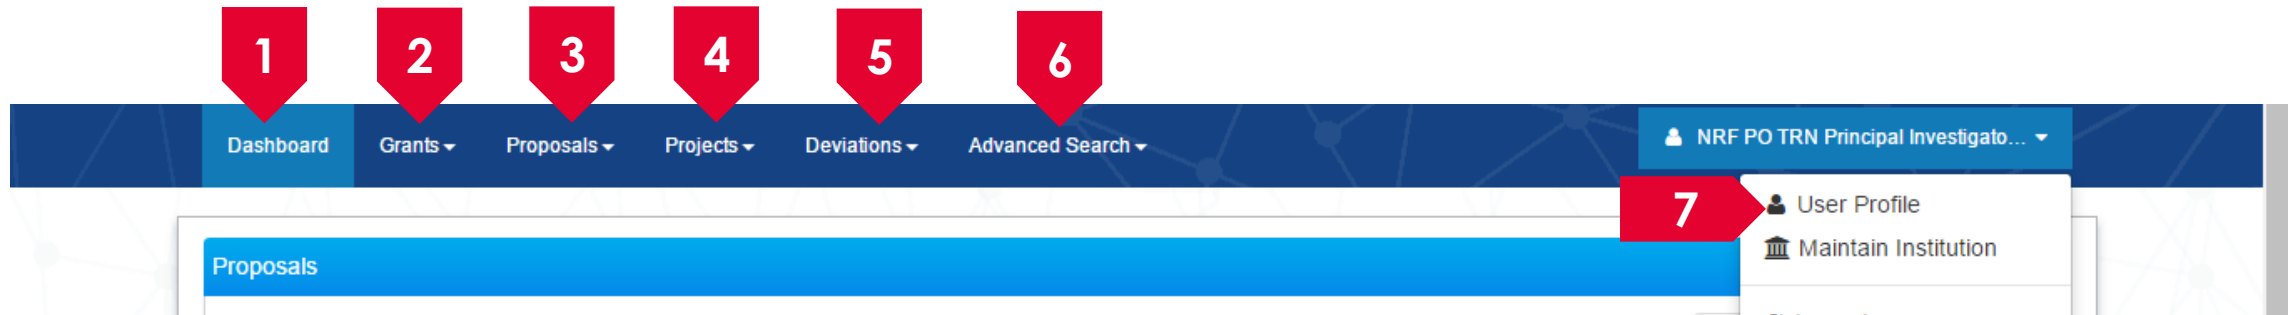 1 2 3 4 5 6
Dashboard Grants Proposals Projects Deviations Advanced Search NRF PO TRN Principal Investigato...
7 User Profile
Maintain Institution
Proposals